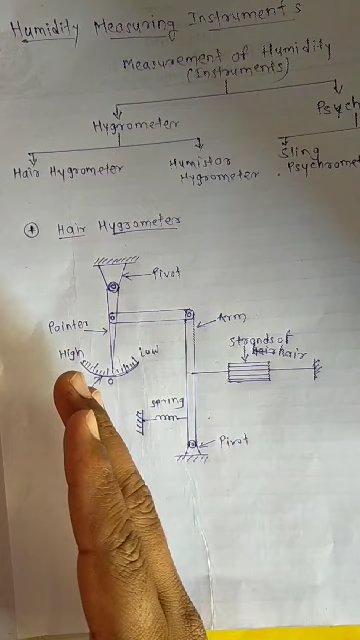 Humidity Measuring Instruments
Measurement of Humidity
(Instruments)
Hygrometer
Psych
Hair Hygrometer
Humistor
Hygrometer
Sling
Psychromet
* Hair Hygrometer
Pivot
Pointer
Arm
High
Low
strands of
hair
O
spring
Pivot